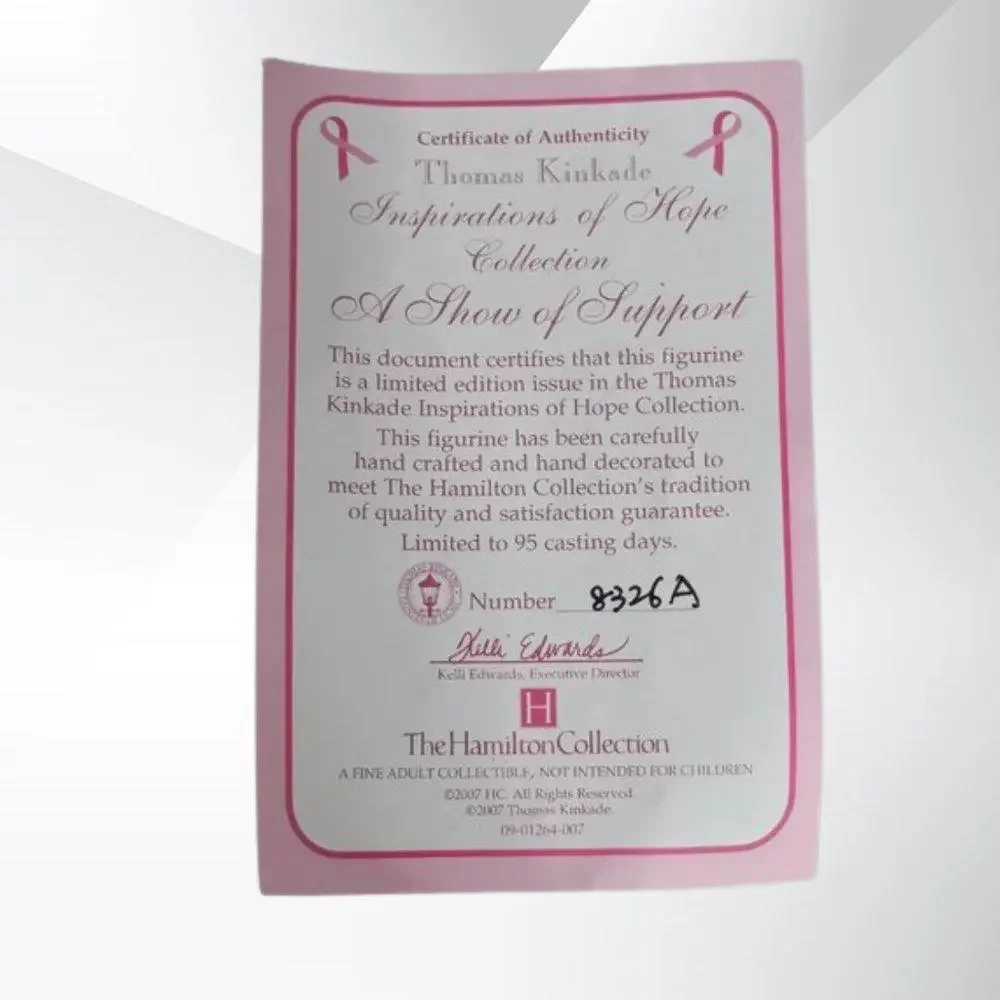 Certificate of Authenticity
Thomas Kinkade
Inspirations of Hope
Collection
A Show of Support
This document certifies that this figurine
is a limited edition issue in the Thomas
Kinkade Inspirations of Hope Collection.
This figurine has been carefully
hand crafted and hand decorated to
meet The Hamilton Collection's tradition
of quality and satisfaction guarantee.
Limited to 95 casting days.
Number 8326A
Kelli Edwards
Kelli Edwards, Executive Director
H
The Hamilton Collection
A FINE ADULT COLLECTIBLE, NOT INTENDED FOR CHILDREN
©2007 HC. All Rights Reserved.
©2007 Thomas Kinkade
09-01264-007